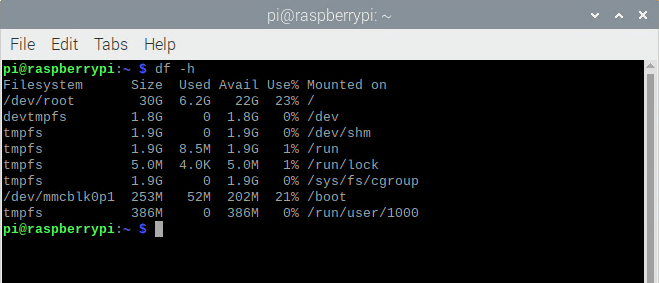 pi@raspberrypi: ~
File Edit Tabs Help
pi@raspberrypi:~ $ df -h
Filesystem      Size  Used Avail Use% Mounted on
/dev/root        30G  6.2G   22G  23% /
devtmpfs        1.8G     0  1.8G   0% /dev
tmpfs           1.9G     0  1.9G   0% /dev/shm
tmpfs           1.9G  8.5M  1.9G   1% /run
tmpfs           5.0M  4.0K  5.0M   1% /run/lock
tmpfs           1.9G     0  1.9G   0% /sys/fs/cgroup
/dev/mmcblk0p1  253M   52M  202M  21% /boot
tmpfs           386M     0  386M   0% /run/user/1000
pi@raspberrypi:~ $